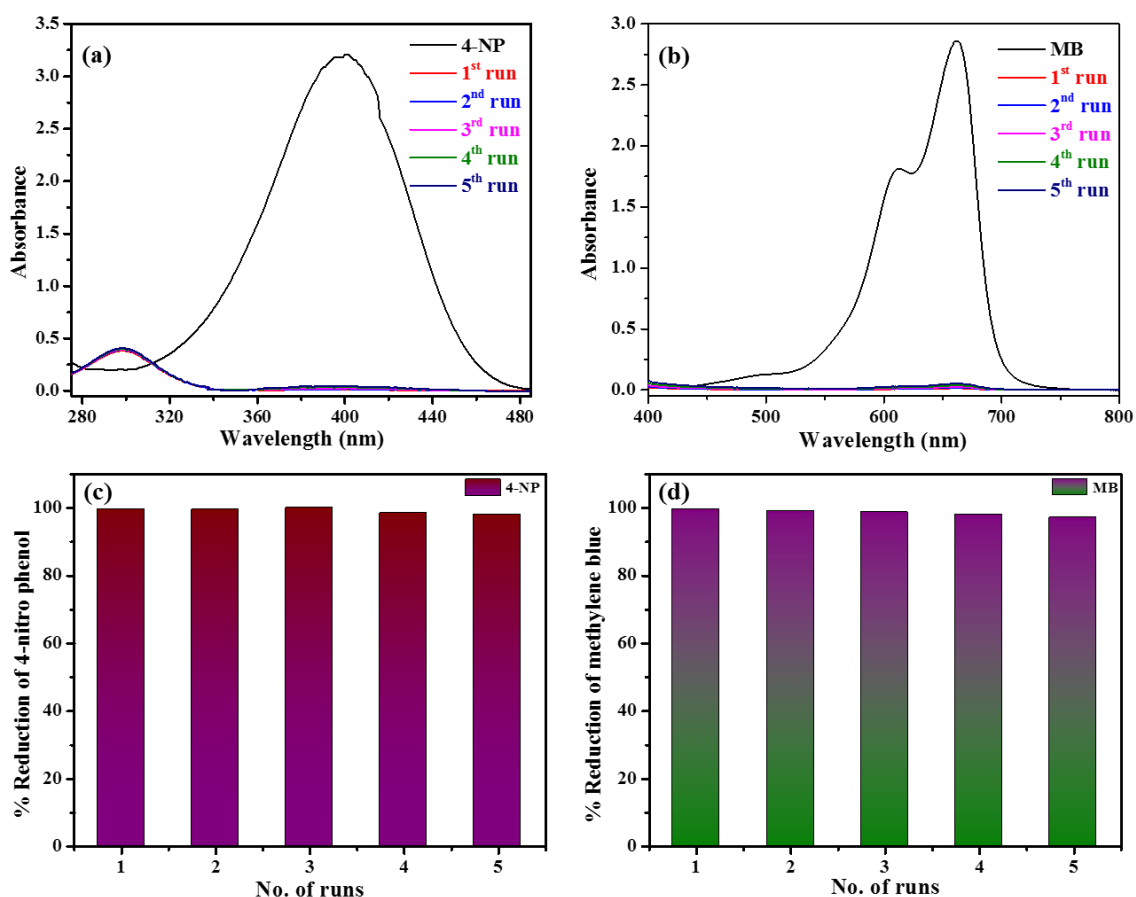 (a)
4-NP
1st run
2nd run
3rd run
4th run
5th run
3.5
3.0
2.5
2.0
1.5
1.0
0.5
0.0
Absorbance
280 320 360 400 440 480
Wavelength (nm)
(b)
MB
1st run
2nd run
3rd run
4th run
5th run
3.0
2.5
2.0
1.5
1.0
0.5
0.0
Absorbance
400 500 600 700 800
Wavelength (nm)
(c)
4-NP
100
80
60
40
20
0
% Reduction of 4-nitro phenol
1 2 3 4 5
No. of runs
(d)
MB
100
80
60
40
20
0
% Reduction of methylene blue
1 2 3 4 5
No. of runs